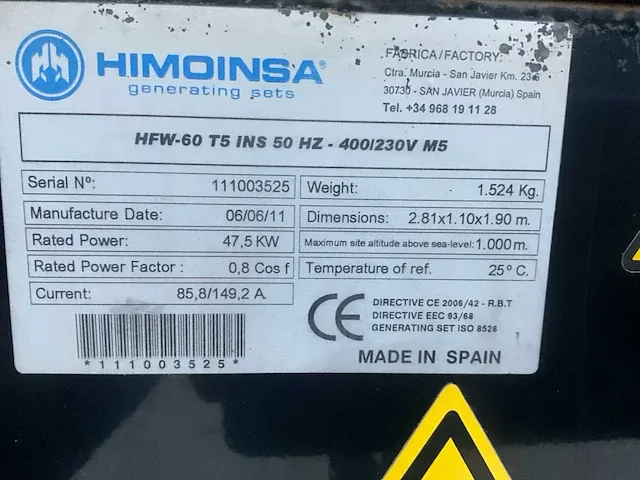 HIMOINSA®
generating sets
FABRICA/FACTORY:
Ctra. Murcia - San Javier Km. 23.6
30730 - SAN JAVIER (Murcia) Spain
Tel. +34 968 19 11 28
HFW-60 T5 INS 50 HZ - 400/230V M5
Serial Nº: 111003525
Weight: 1.524 Kg.
Manufacture Date: 06/06/11
Dimensions: 2.81x1.10x1.90 m.
Rated Power: 47,5 KW
Maximum site altitude above sea-level: 1.000 m.
Rated Power Factor : 0,8 Cos f
Temperature of ref. 25º C.
Current: 85,8/149,2 A.
CE
DIRECTIVE CE 2006/42 - R.B.T
DIRECTIVE EEC 93/68
GENERATING SET ISO 8528
1
*111003525*
MADE IN SPAIN